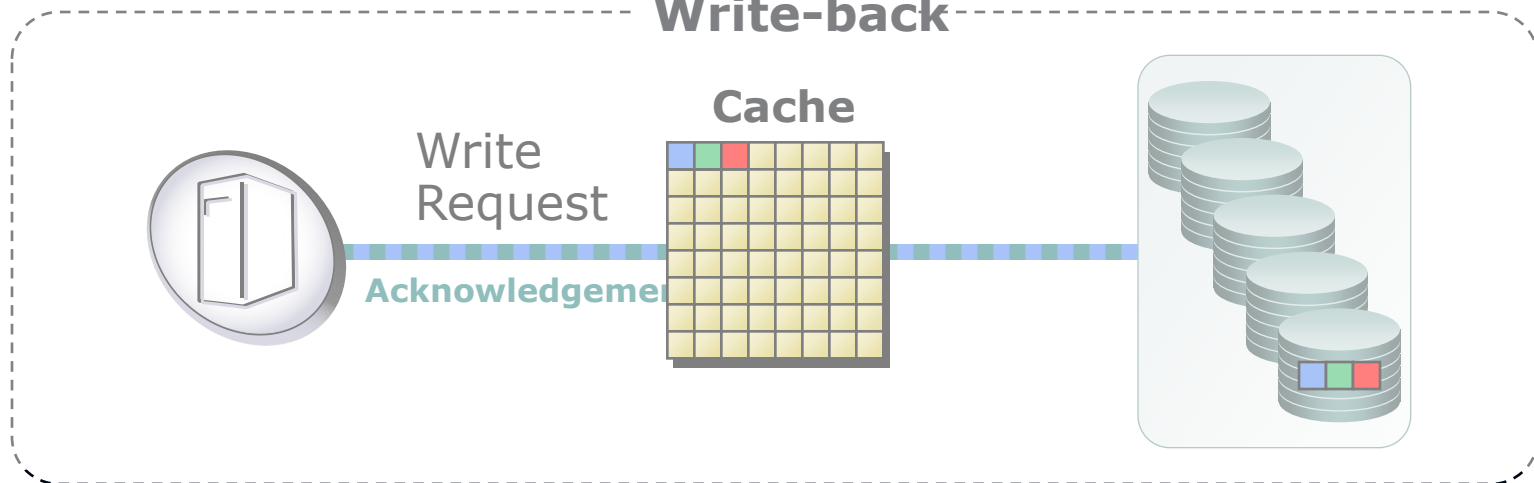 Write-back
Cache
Write
Request
Acknowledgemen